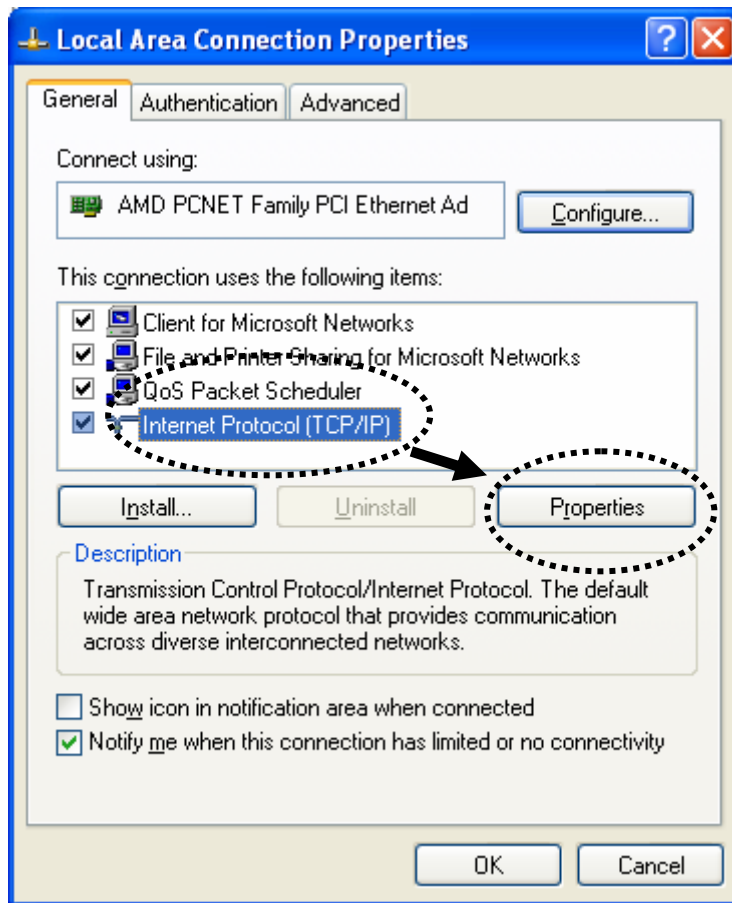 Local Area Connection Properties
General Authentication Advanced
Connect using:
AMD PCNET Family PCI Ethernet Ad
Configure...
This connection uses the following items:
Client for Microsoft Networks
File and Printer Sharing for Microsoft Networks
QoS Packet Scheduler
Internet Protocol (TCP/IP)
Install... Uninstall Properties
Description
Transmission Control Protocol/Internet Protocol. The default
wide area network protocol that provides communication
across diverse interconnected networks.
Show icon in notification area when connected
Notify me when this connection has limited or no connectivity
OK Cancel